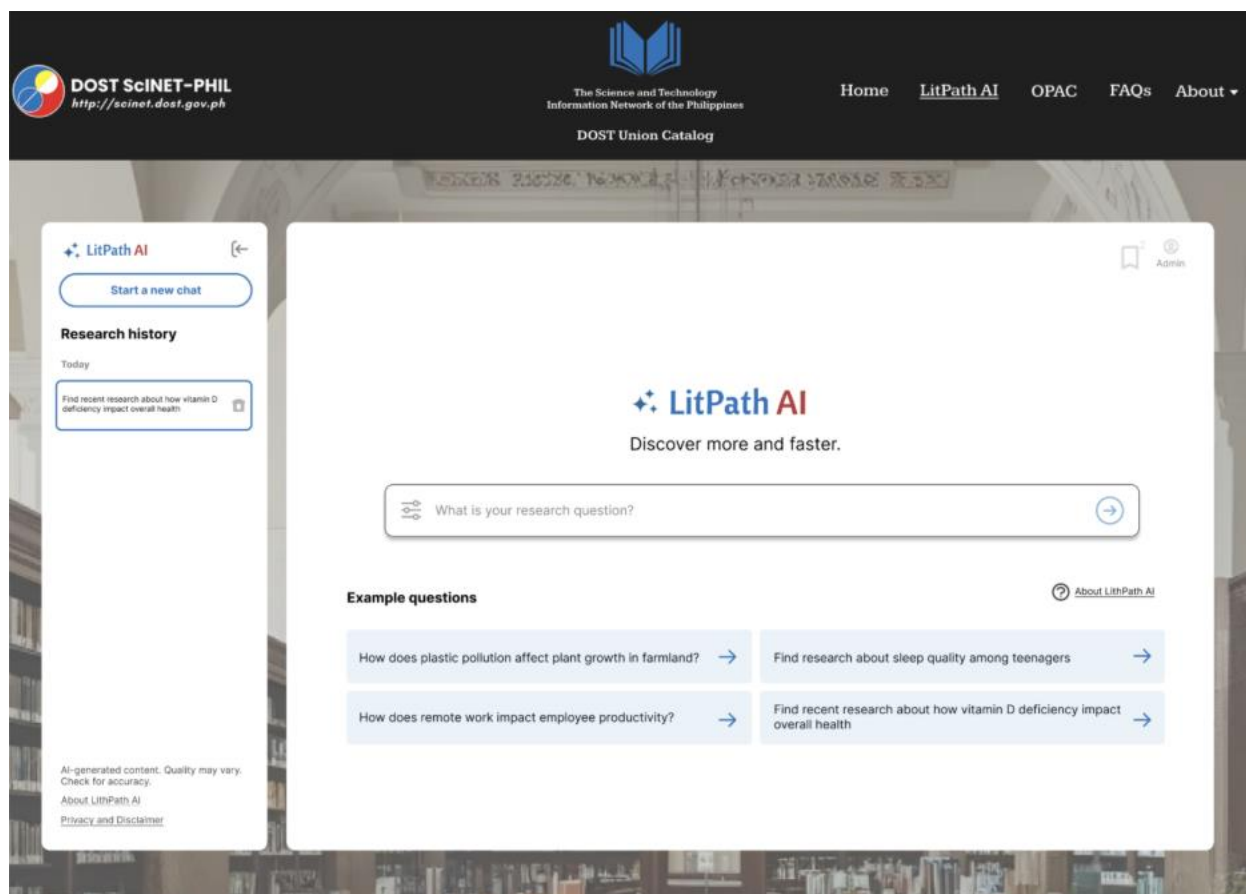 DOST ScINET-PHIL
http://scinet.dost.gov.ph
The Science and Technology
Information Network of the Philippines
DOST Union Catalog
Home LitPath AI OPAC FAQs About
LitPath AI
Start a new chat
Research history
Today
Find recent research about how vitamin D
deficiency impact overall health
AI-generated content. Quality may vary.
Check for accuracy.
About LithPath AI
Privacy and Disclaimer
Admin
LitPath AI
Discover more and faster.
What is your research question?
Example questions
About LithPath AI
How does plastic pollution affect plant growth in farmland?
Find research about sleep quality among teenagers
How does remote work impact employee productivity?
Find recent research about how vitamin D deficiency impact
overall health